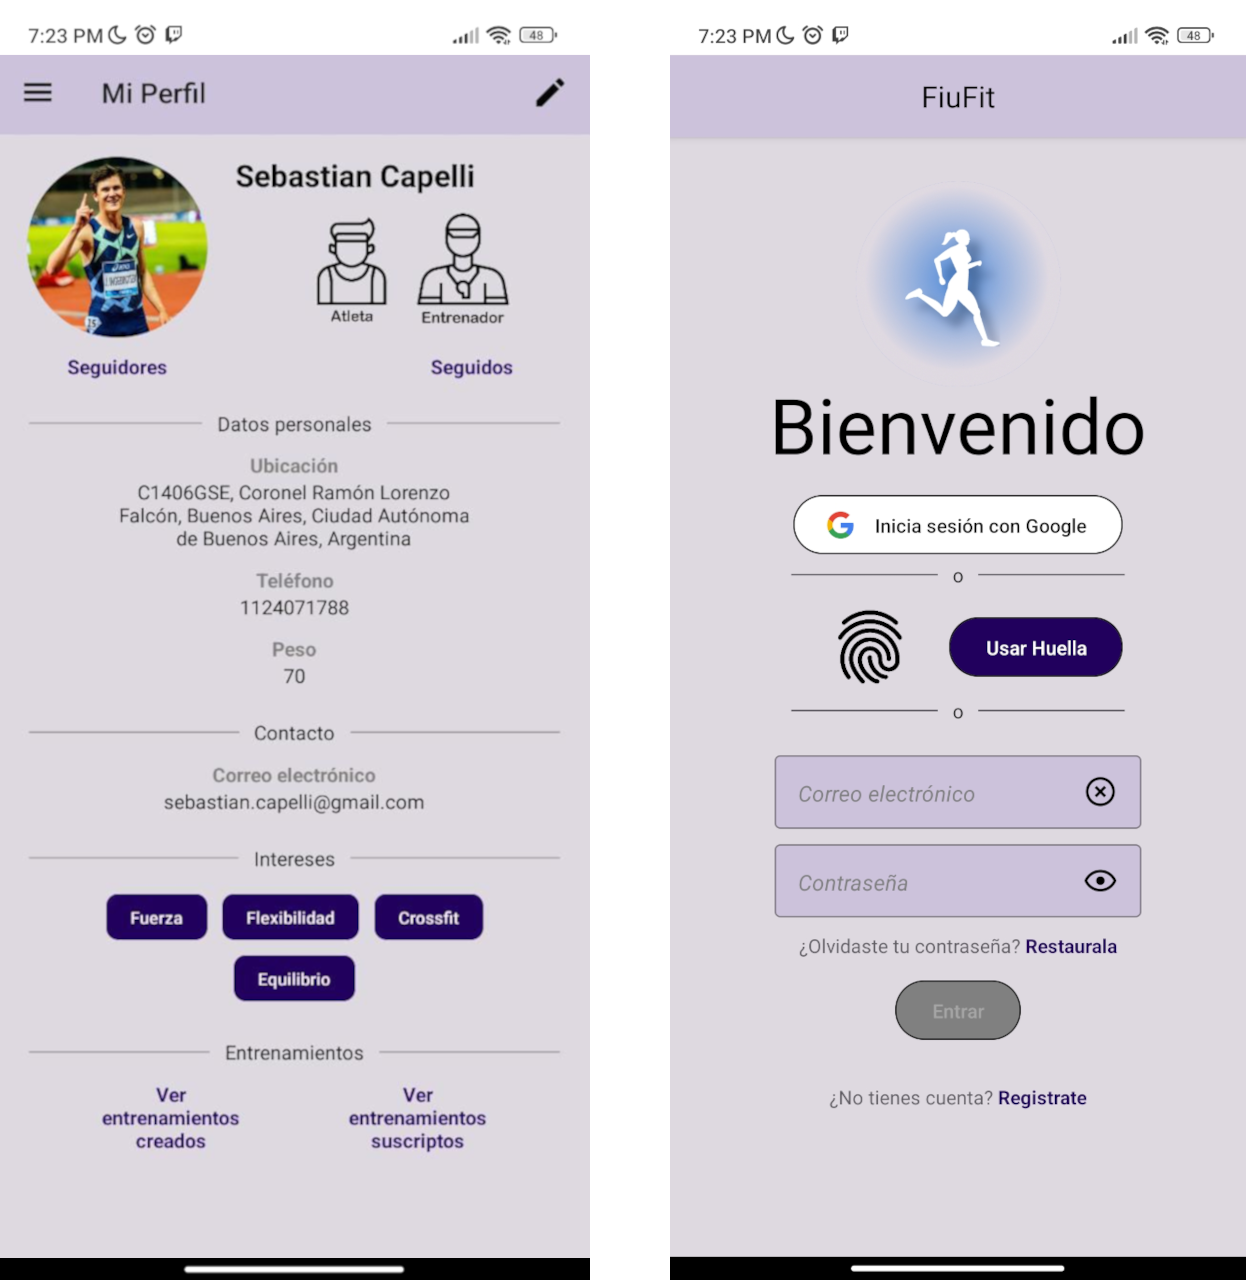 7:23 PM
48
Mi Perfil
Sebastian Capelli
Atleta
Entrenador
Seguidores
Seguidos
Datos personales
Ubicación
C1406GSE, Coronel Ramón Lorenzo
Falcón, Buenos Aires, Ciudad Autónoma
de Buenos Aires, Argentina
Teléfono
1124071788
Peso
70
Contacto
Correo electrónico
sebastian.capelli@gmail.com
Intereses
Fuerza
Flexibilidad
Crossfit
Equilibrio
Entrenamientos
Ver
entrenamientos
creados
Ver
entrenamientos
suscriptos
7:23 PM
48
FiuFit
Bienvenido
Inicia sesión con Google
o
Usar Huella
o
Correo electrónico
Contraseña
¿Olvidaste tu contraseña? Restaurala
Entrar
¿No tienes cuenta? Registrate